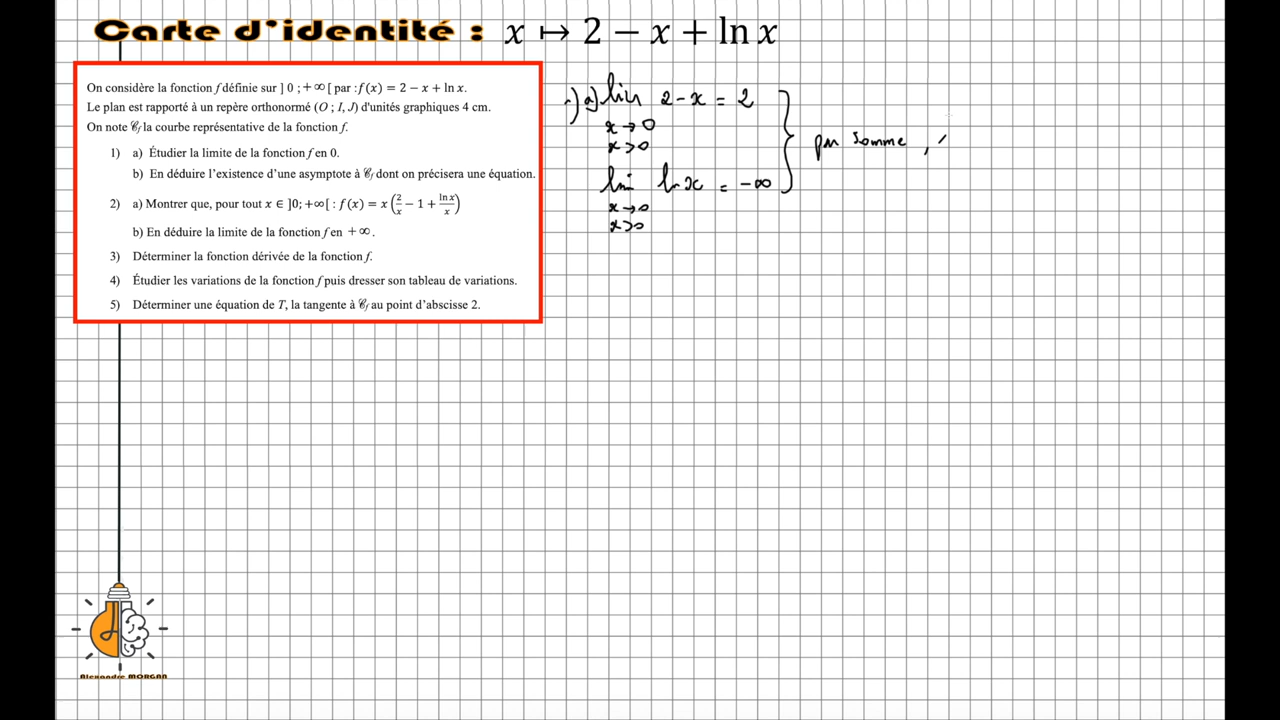 Carte d'identité : x ↦ 2 − x + ln x
On considère la fonction f définie sur ] 0 ; +∞ [ par : f(x) = 2 − x + ln x.
Le plan est rapporté à un repère orthonormé (O ; I, J) d'unités graphiques 4 cm.
On note 𝒞f la courbe représentative de la fonction f.
1) a) Étudier la limite de la fonction f en 0.
b) En déduire l'existence d'une asymptote à 𝒞f dont on précisera une équation.
2) a) Montrer que, pour tout x ∈ ]0; +∞[ : f(x) = x(2/x − 1 + ln x/x)
b) En déduire la limite de la fonction f en +∞.
3) Déterminer la fonction dérivée de la fonction f.
4) Étudier les variations de la fonction f puis dresser son tableau de variations.
5) Déterminer une équation de T, la tangente à 𝒞f au point d'abscisse 2.
1) a) lim 2 - x = 2
x → 0
x > 0
par somme ,
lim ln x = -∞
x → 0
x > 0
Alexandre MORGAN